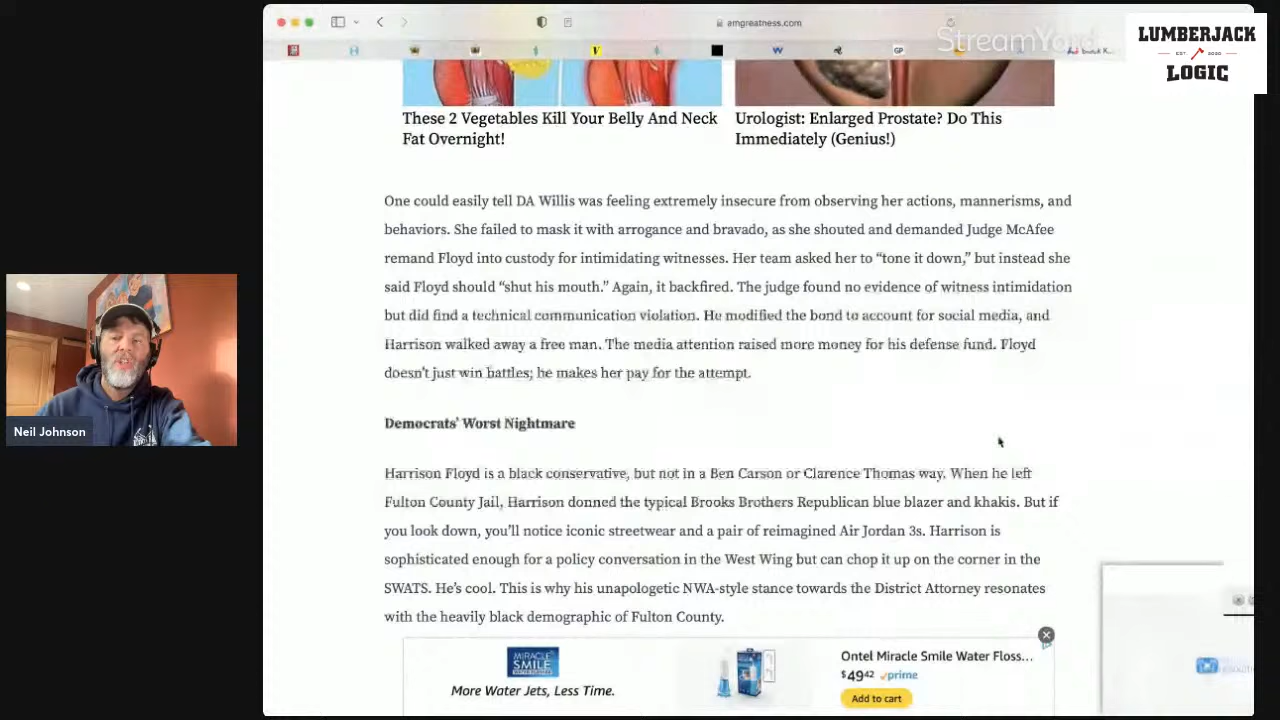 amgreatness.com
StreamYard
LUMBERJACK
EST. 2020
LOGIC
V
W
GP
These 2 Vegetables Kill Your Belly And Neck
Fat Overnight!
Urologist: Enlarged Prostate? Do This
Immediately (Genius!)
One could easily tell DA Willis was feeling extremely insecure from observing her actions, mannerisms, and
behaviors. She failed to mask it with arrogance and bravado, as she shouted and demanded Judge McAfee
remand Floyd into custody for intimidating witnesses. Her team asked her to “tone it down,” but instead she
said Floyd should “shut his mouth.” Again, it backfired. The judge found no evidence of witness intimidation
but did find a technical communication violation. He modified the bond to account for social media, and
Harrison walked away a free man. The media attention raised more money for his defense fund. Floyd
doesn't just win battles; he makes her pay for the attempt.
Democrats’ Worst Nightmare
Harrison Floyd is a black conservative, but not in a Ben Carson or Clarence Thomas way. When he left
Fulton County Jail, Harrison donned the typical Brooks Brothers Republican blue blazer and khakis. But if
you look down, you’ll notice iconic streetwear and a pair of reimagined Air Jordan 3s. Harrison is
sophisticated enough for a policy conversation in the West Wing but can chop it up on the corner in the
SWATS. He’s cool. This is why his unapologetic NWA-style stance towards the District Attorney resonates
with the heavily black demographic of Fulton County.
Neil Johnson
MIRACLE
SMILE
More Water Jets, Less Time.
Ontel Miracle Smile Water Floss...
$49⁴² prime
Add to cart